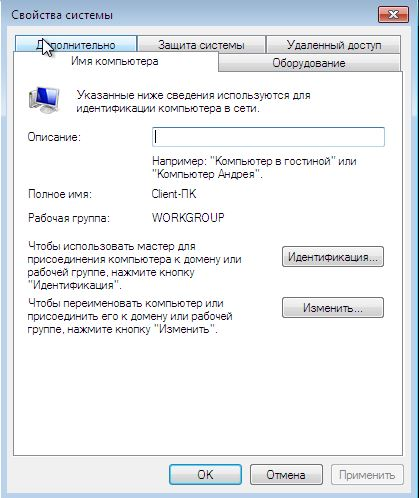 Свойства системы
Дополнительно
Защита системы
Удаленный доступ
Имя компьютера
Оборудование
Указанные ниже сведения используются для
идентификации компьютера в сети.
Описание:
Например: "Компьютер в гостиной" или
"Компьютер Андрея".
Полное имя:
Client-ПК
Рабочая группа:
WORKGROUP
Чтобы использовать мастер для
присоединения компьютера к домену или
рабочей группе, нажмите кнопку
"Идентификация".
Идентификация...
Чтобы переименовать компьютер или
присоединить его к домену или рабочей
группе, нажмите кнопку "Изменить".
Изменить...
ОК
Отмена
Применить